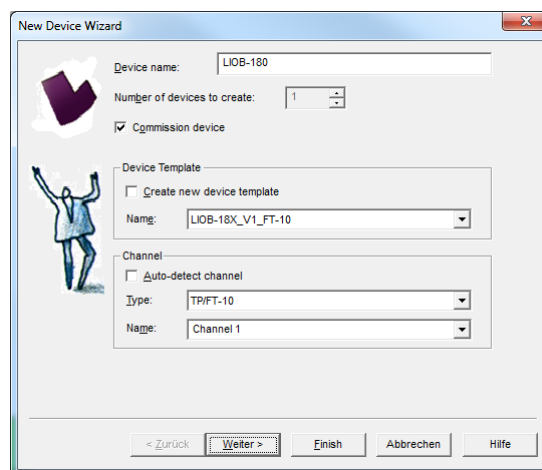 New Device Wizard
Device name: LIOB-180
Number of devices to create: 1
Commission device
Device Template
Create new device template
Name: LIOB-18X_V1_FT-10
Channel
Auto-detect channel
Type: TP/FT-10
Name: Channel 1
< Zurück Weiter > Finish Abbrechen Hilfe